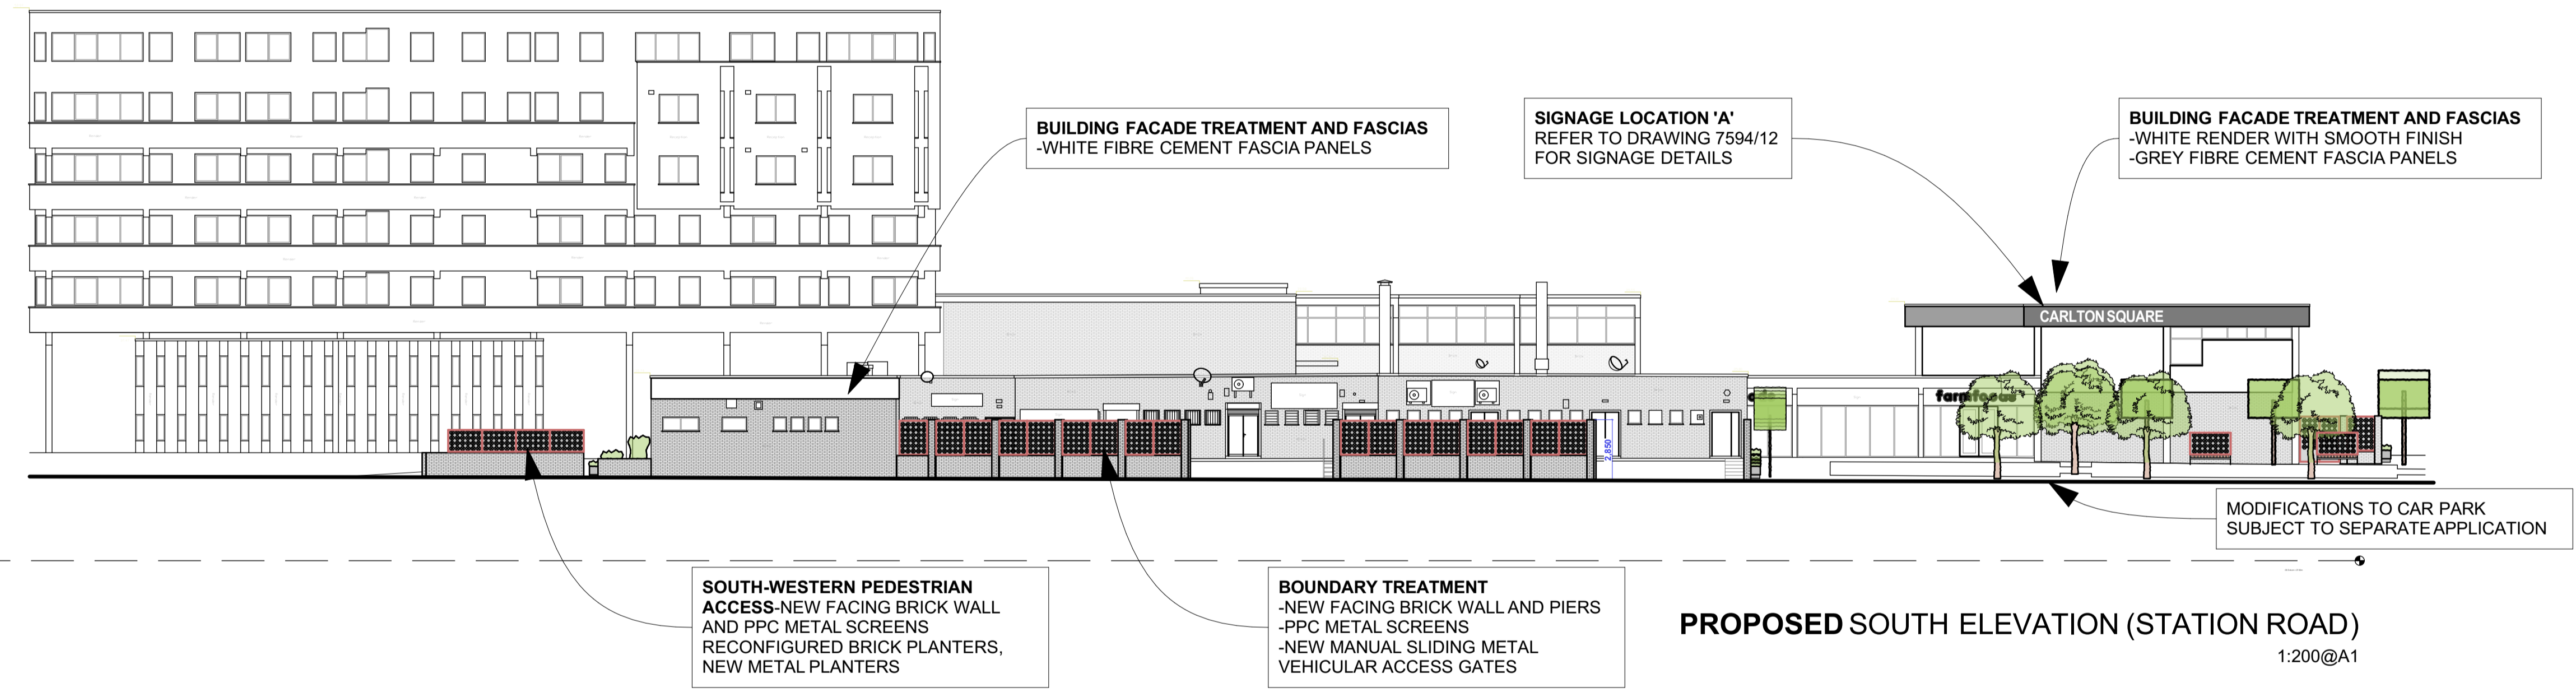 BUILDING FACADE TREATMENT AND FASCIAS
-WHITE FIBRE CEMENT FASCIA PANELS
SIGNAGE LOCATION 'A'
REFER TO DRAWING 7594/12
FOR SIGNAGE DETAILS
BUILDING FACADE TREATMENT AND FASCIAS
-WHITE RENDER WITH SMOOTH FINISH
-GREY FIBRE CEMENT FASCIA PANELS
CARLTON SQUARE
farmfoods
2,850
MODIFICATIONS TO CAR PARK
SUBJECT TO SEPARATE APPLICATION
SOUTH-WESTERN PEDESTRIAN
ACCESS-NEW FACING BRICK WALL
AND PPC METAL SCREENS
RECONFIGURED BRICK PLANTERS,
NEW METAL PLANTERS
BOUNDARY TREATMENT
-NEW FACING BRICK WALL AND PIERS
-PPC METAL SCREENS
-NEW MANUAL SLIDING METAL
VEHICULAR ACCESS GATES
PROPOSED SOUTH ELEVATION (STATION ROAD)
1:200@A1